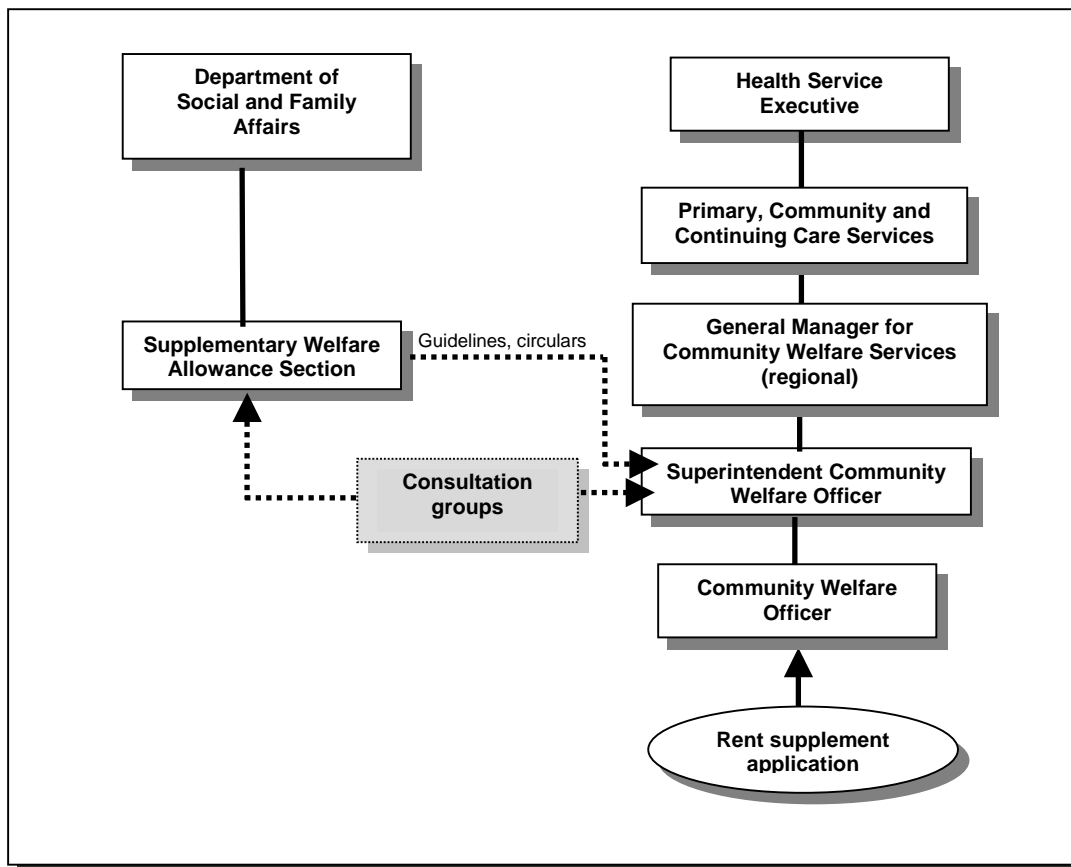 Department of
Social and Family
Affairs
Health Service
Executive
Primary, Community and
Continuing Care Services
General Manager for
Community Welfare Services
(regional)
Supplementary Welfare
Allowance Section
Guidelines, circulars
Consultation
groups
Superintendent Community
Welfare Officer
Community Welfare
Officer
Rent supplement
application